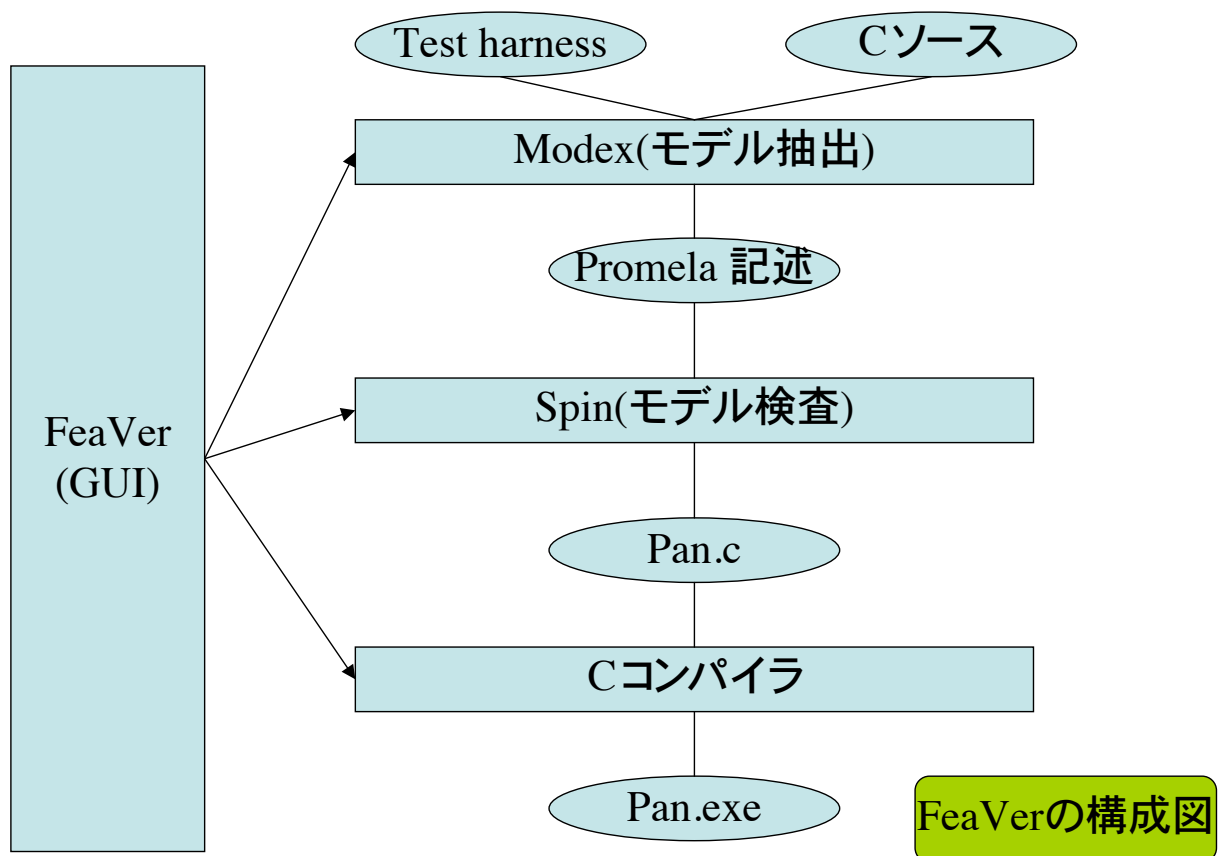 Test harness
Cソース
Modex(モデル抽出)
Promela 記述
Spin(モデル検査)
FeaVer
(GUI)
Pan.c
Cコンパイラ
Pan.exe
FeaVerの構成図